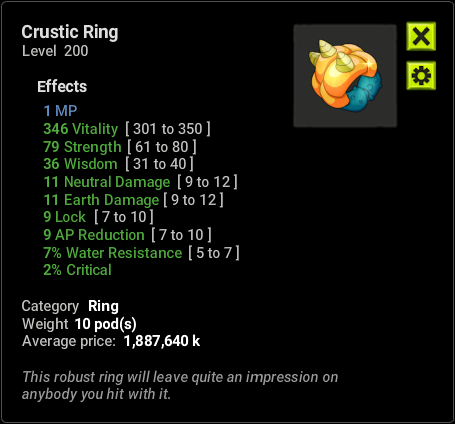 Crustic Ring
Level 200
Effects
1 MP
346 Vitality [ 301 to 350 ]
79 Strength [ 61 to 80 ]
36 Wisdom [ 31 to 40 ]
11 Neutral Damage [ 9 to 12 ]
11 Earth Damage [ 9 to 12 ]
9 Lock [ 7 to 10 ]
9 AP Reduction [ 7 to 10 ]
7% Water Resistance [ 5 to 7 ]
2% Critical
Category Ring
Weight 10 pod(s)
Average price: 1,887,640 k
This robust ring will leave quite an impression on
anybody you hit with it.